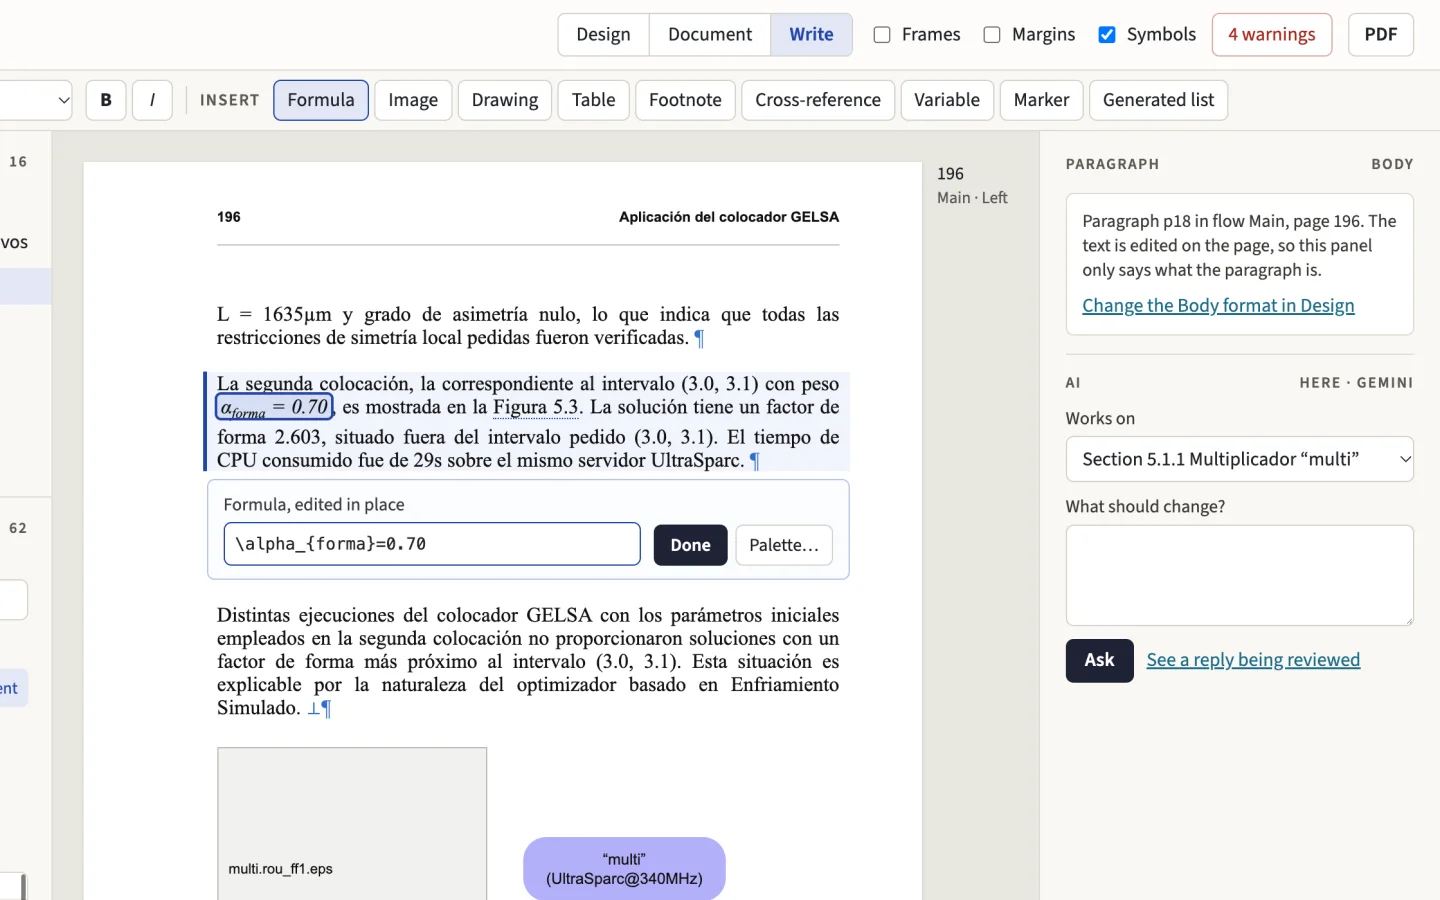 Design Document Write Frames Margins Symbols 4 warnings PDF
B I INSERT Formula Image Drawing Table Footnote Cross-reference Variable Marker Generated list
16
vos
62
ent
196
Main · Left
196 Aplicación del colocador GELSA
L = 1635µm y grado de asimetría nulo, lo que indica que todas las
restricciones de simetría local pedidas fueron verificadas. ¶
La segunda colocación, la correspondiente al intervalo (3.0, 3.1) con peso
α_forma = 0.70, es mostrada en la Figura 5.3. La solución tiene un factor de
forma 2.603, situado fuera del intervalo pedido (3.0, 3.1). El tiempo de
CPU consumido fue de 29s sobre el mismo servidor UltraSparc. ¶
Formula, edited in place
\alpha_{forma}=0.70 Done Palette...
Distintas ejecuciones del colocador GELSA con los parámetros iniciales
empleados en la segunda colocación no proporcionaron soluciones con un
factor de forma más próximo al intervalo (3.0, 3.1). Esta situación es
explicable por la naturaleza del optimizador basado en Enfriamiento
Simulado. ⊥¶
multi.rou_ff1.eps
“multi”
(UltraSparc@340MHz)
PARAGRAPH BODY
Paragraph p18 in flow Main, page 196. The
text is edited on the page, so this panel
only says what the paragraph is.
Change the Body format in Design
AI HERE · GEMINI
Works on
Section 5.1.1 Multiplicador “multi”
What should change?
Ask See a reply being reviewed